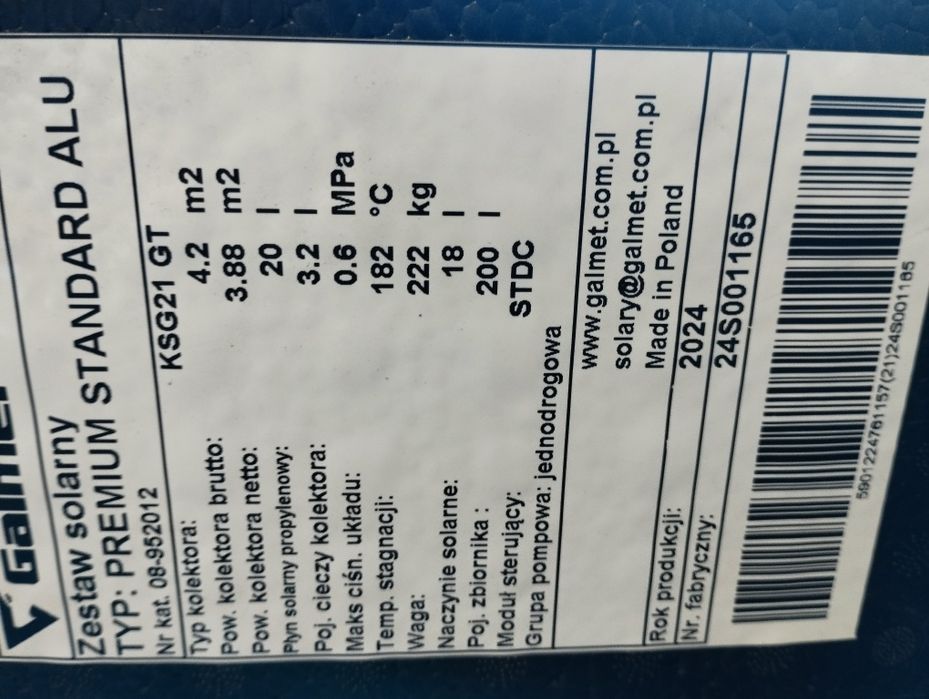 Galmet
Zestaw solarny
TYP: PREMIUM STANDARD ALU
Nr kat. 08-952012
Typ kolektora: KSG21 GT
Pow. kolektora brutto: 4.2 m2
Pow. kolektora netto: 3.88 m2
Płyn solarny propylenowy: 20 l
Poj. cieczy kolektora: 3.2 l
Maks ciśn. układu: 0.6 MPa
Temp. stagnacji: 182 °C
Waga: 222 kg
Naczynie solarne: 18 l
Poj. zbiornika : 200 l
Moduł sterujący: STDC
Grupa pompowa: jednodrogowa
www.galmet.com.pl
solary@galmet.com.pl
Made in Poland
Rok produkcji: 2024
Nr. fabryczny: 24S001165
5901224761157(21)24S001165